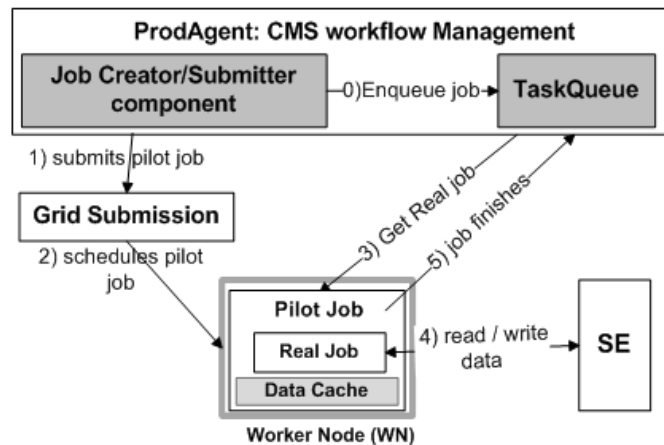 ProdAgent: CMS workflow Management
Job Creator/Submitter
component
0)Enqueue job
TaskQueue
1) submits pilot job
Grid Submission
2) schedules pilot
job
3) Get Real job
5) job finishes
Pilot Job
Real Job
Data Cache
4) read / write
data
SE
Worker Node (WN)